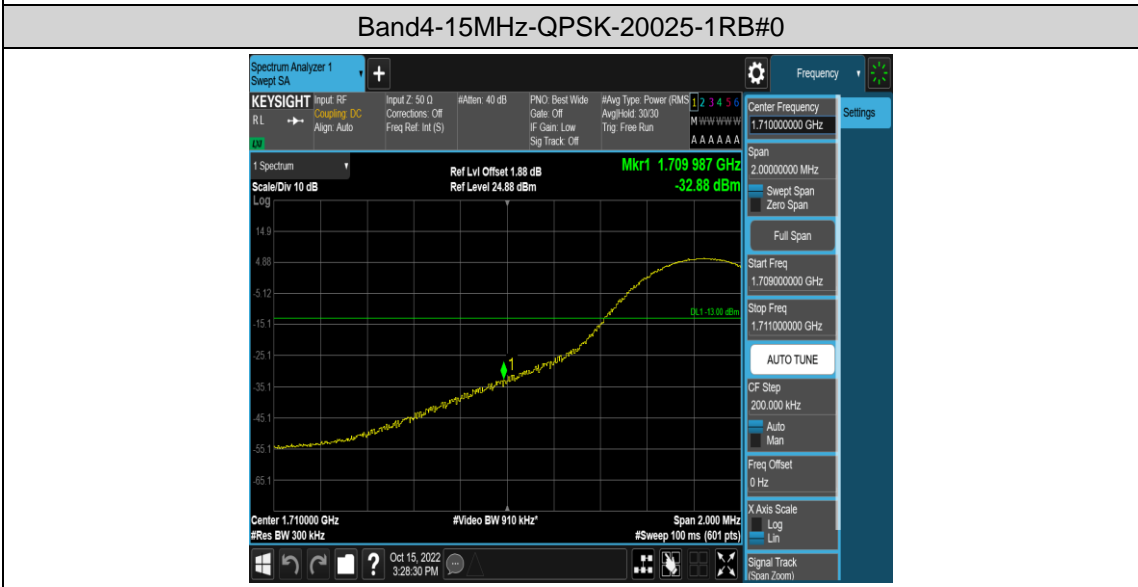 Band4-15MHz-QPSK-20025-1RB#0
Spectrum Analyzer 1
Swept SA
+
Frequency
KEYSIGHT
RL
Input: RF
Coupling: DC
Align: Auto
Input Z: 50 Ω
Corrections: Off
Freq Ref: Int (S)
#Atten: 40 dB
PNO: Best Wide
Gate: Off
IF Gain: Low
Sig Track: Off
#Avg Type: Power (RMS
Avg|Hold: 30/30
Trig: Free Run
1 2 3 4 5 6
M W W W W W
A A A A A A
1 Spectrum
Scale/Div 10 dB
Log
Ref Lvl Offset 1.88 dB
Ref Level 24.88 dBm
Mkr1 1.709 987 GHz
-32.88 dBm
14.9
4.88
-5.12
-15.1
-25.1
-35.1
-45.1
-55.1
-65.1
DL1 -13.00 dBm
1
Center 1.710000 GHz
#Res BW 300 kHz
#Video BW 910 kHz*
Span 2.000 MHz
#Sweep 100 ms (601 pts)
Center Frequency
1.710000000 GHz
Settings
Span
2.00000000 MHz
Swept Span
Zero Span
Full Span
Start Freq
1.709000000 GHz
Stop Freq
1.711000000 GHz
AUTO TUNE
CF Step
200.000 kHz
Auto
Man
Freq Offset
0 Hz
X Axis Scale
Log
Lin
Signal Track
(Span Zoom)
?
Oct 15, 2022
3:28:30 PM